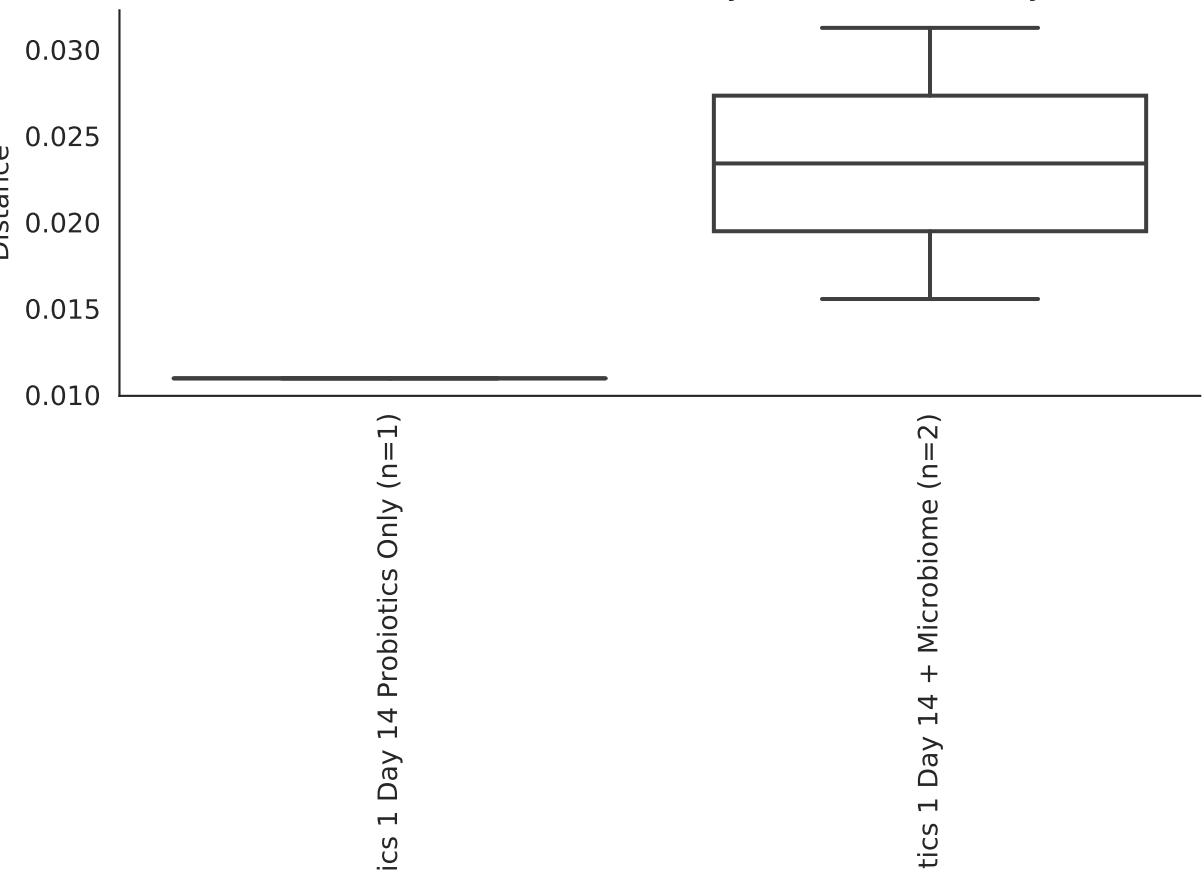 0.030
0.025
0.020
0.015
0.010
Distance
ics 1 Day 14 Probiotics Only (n=1)
tics 1 Day 14 + Microbiome (n=2)